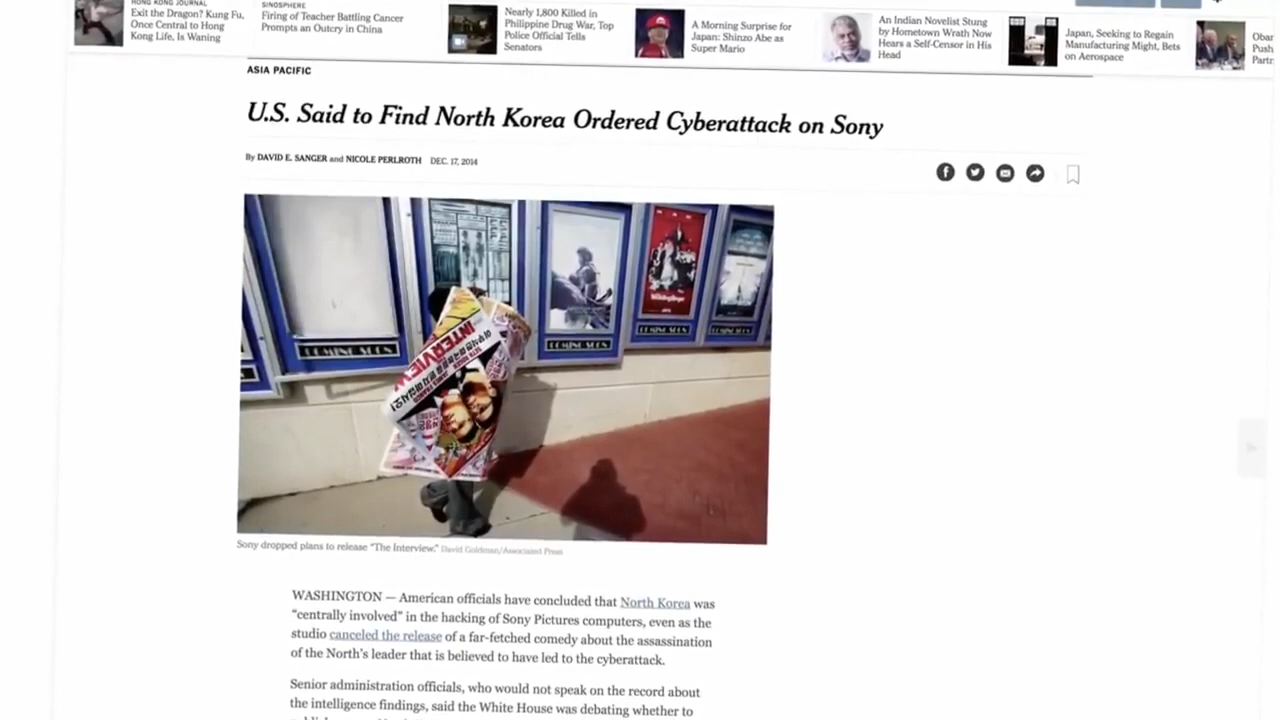 HONG KONG JOURNAL
Exit the Dragon? Kung Fu,
Once Central to Hong
Kong Life, Is Waning
SINOSPHERE
Firing of Teacher Battling Cancer
Prompts an Outcry in China
Nearly 1,800 Killed in
Philippine Drug War, Top
Police Official Tells
Senators
A Morning Surprise for
Japan: Shinzo Abe as
Super Mario
An Indian Novelist Stung
by Hometown Wrath Now
Hears a Self-Censor in His
Head
Japan, Seeking to Regain
Manufacturing Might, Bets
on Aerospace
Obar
Push
Partr
ASIA PACIFIC
U.S. Said to Find North Korea Ordered Cyberattack on Sony
By DAVID E. SANGER and NICOLE PERLROTH DEC. 17, 2014
COMING SOON
COMING SOON
COMING SOON
COMING SOON
INTERVIEW
Sony dropped plans to release “The Interview.” David Goldman/Associated Press
WASHINGTON — American officials have concluded that North Korea was
“centrally involved” in the hacking of Sony Pictures computers, even as the
studio canceled the release of a far-fetched comedy about the assassination
of the North’s leader that is believed to have led to the cyberattack.
Senior administration officials, who would not speak on the record about
the intelligence findings, said the White House was debating whether to